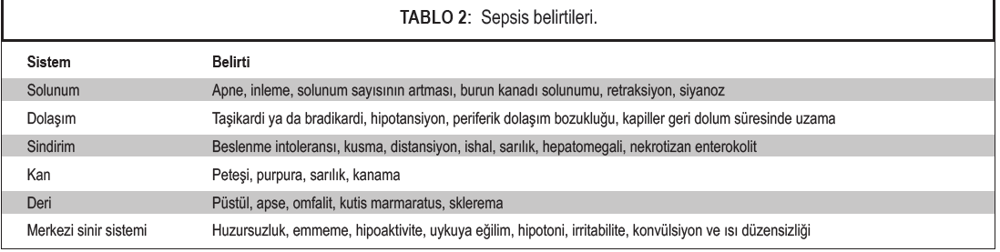 TABLO 2: Sepsis belirtileri.
Sistem Belirti
Solunum Apne, inleme, solunum sayısının artması, burun kanadı solunumu, retraksiyon, siyanoz
Dolaşım Taşikardi ya da bradikardi, hipotansiyon, periferik dolaşım bozukluğu, kapiller geri dolum süresinde uzama
Sindirim Beslenme intoleransı, kusma, distansiyon, ishal, sarılık, hepatomegali, nekrotizan enterokolit
Kan Peteşi, purpura, sarılık, kanama
Deri Püstül, apse, omfalit, kutis marmaratus, sklerema
Merkezi sinir sistemi Huzursuzluk, emmeme, hipoaktivite, uykuya eğilim, hipotoni, irritabilite, konvülsiyon ve ısı düzensizliği